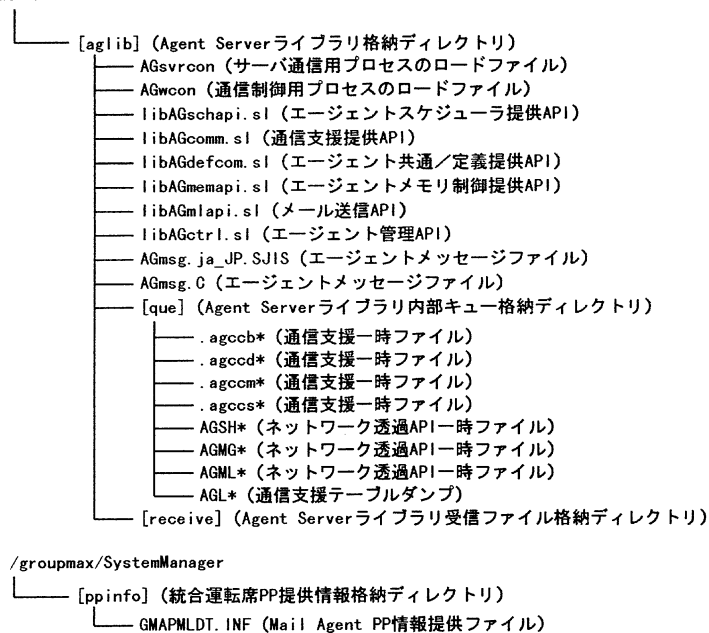 [aglib] (Agent Serverライブラリ格納ディレクトリ)
AGsvrcon (サーバ通信用プロセスのロードファイル)
AGwcon (通信制御用プロセスのロードファイル)
libAGschapi.sl (エージェントスケジューラ提供API)
libAGcomm.sl (通信支援提供API)
libAGdefcom.sl (エージェント共通/定義提供API)
libAGmemapi.sl (エージェントメモリ制御提供API)
libAGmlapi.sl (メール送信API)
libAGctrl.sl (エージェント管理API)
AGmsg.ja_JP.SJIS (エージェントメッセージファイル)
AGmsg.C (エージェントメッセージファイル)
[que] (Agent Serverライブラリ内部キュー格納ディレクトリ)
.agccb* (通信支援一時ファイル)
.agccd* (通信支援一時ファイル)
.agccm* (通信支援一時ファイル)
.agccs* (通信支援一時ファイル)
AGSH* (ネットワーク透過API一時ファイル)
AGMG* (ネットワーク透過API一時ファイル)
AGML* (ネットワーク透過API一時ファイル)
AGL* (通信支援テーブルダンプ)
[receive] (Agent Serverライブラリ受信ファイル格納ディレクトリ)
/groupmax/SystemManager
[ppinfo] (統合運転席PP提供情報格納ディレクトリ)
GMAPMLDT.INF (Mail Agent PP情報提供ファイル)